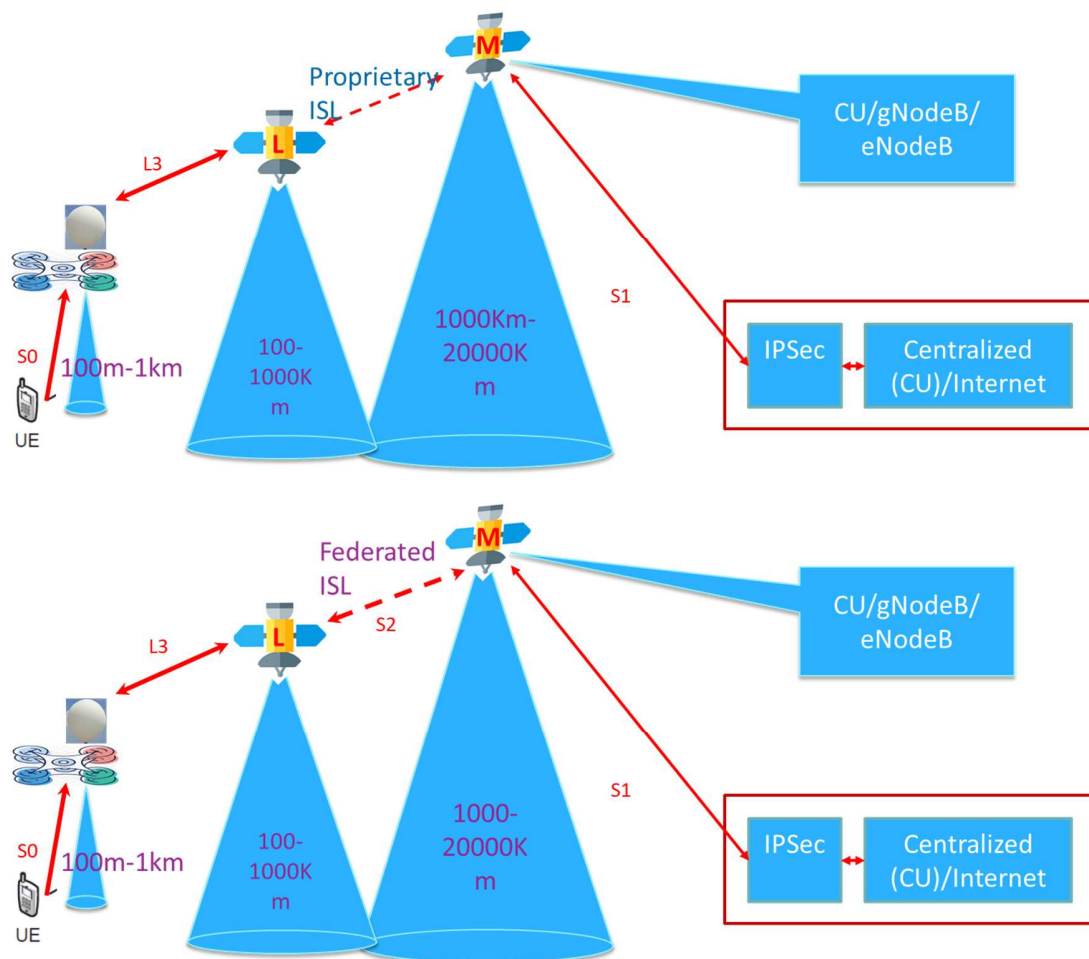 M
Proprietary
ISL
CU/gNodeB/
eNodeB
L
L3
S1
1000Km-
20000K
m
100-
1000K
m
S0
100m-1km
UE
IPSec
Centralized
(CU)/Internet
M
Federated
ISL
S2
CU/gNodeB/
eNodeB
L
L3
S1
1000-
20000K
m
100-
1000K
m
S0
100m-1km
UE
IPSec
Centralized
(CU)/Internet